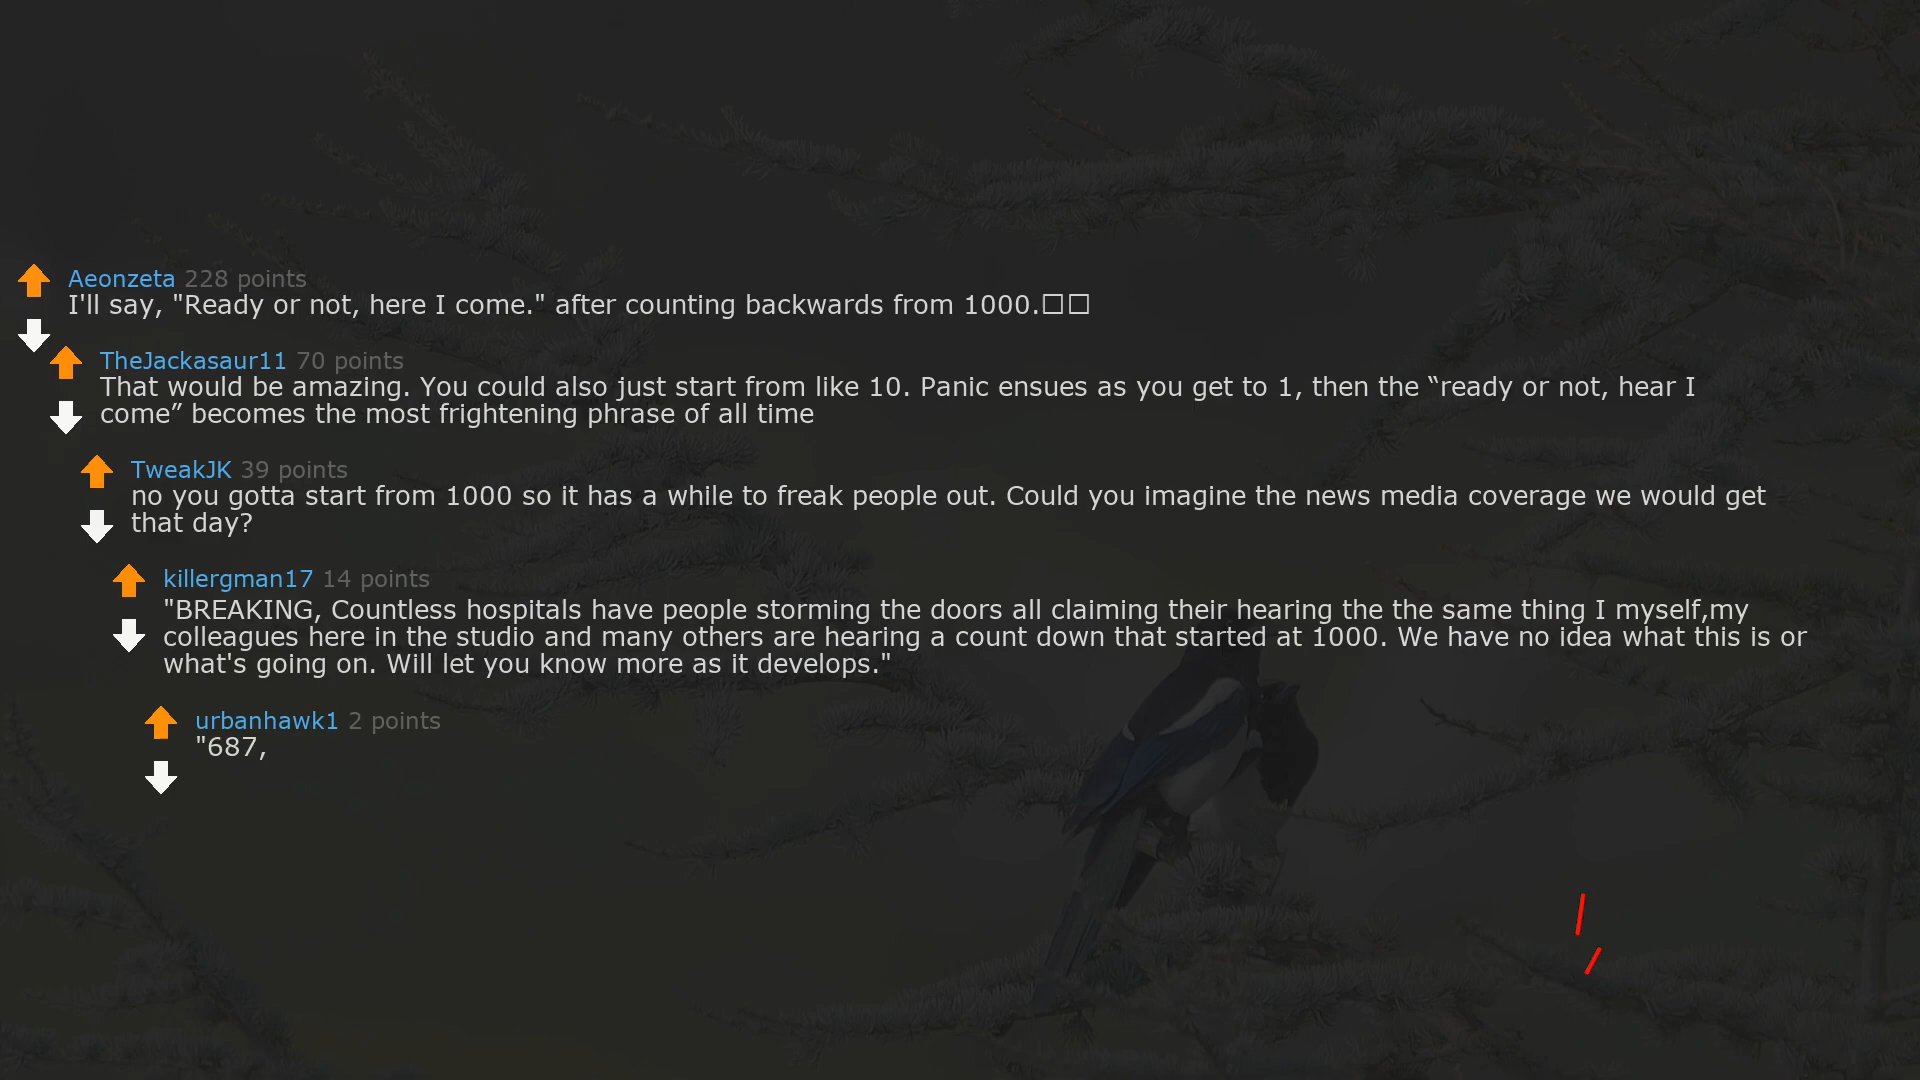 Aeonzeta 228 points
I'll say, "Ready or not, here I come." after counting backwards from 1000.□□
TheJackasaur11 70 points
That would be amazing. You could also just start from like 10. Panic ensues as you get to 1, then the “ready or not, hear I
come” becomes the most frightening phrase of all time
TweakJK 39 points
no you gotta start from 1000 so it has a while to freak people out. Could you imagine the news media coverage we would get
that day?
killergman17 14 points
"BREAKING, Countless hospitals have people storming the doors all claiming their hearing the the same thing I myself,my
colleagues here in the studio and many others are hearing a count down that started at 1000. We have no idea what this is or
what's going on. Will let you know more as it develops."
urbanhawk1 2 points
"687,